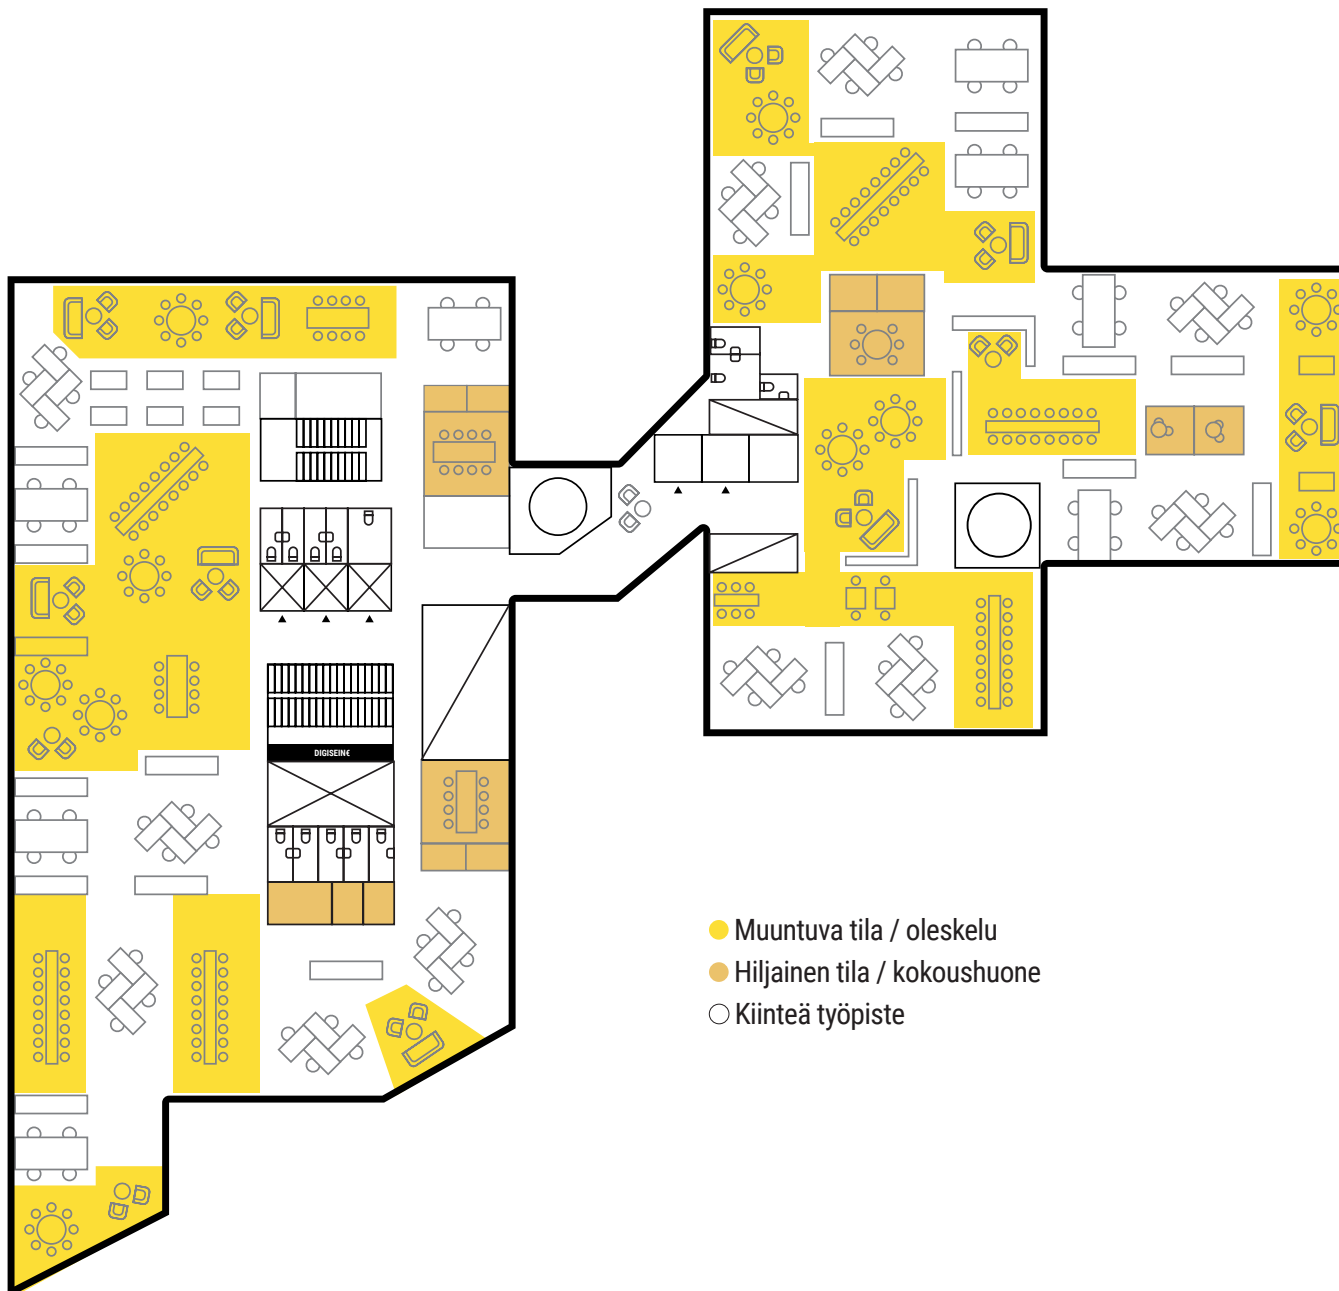 DIGISEINÄ
Muuntuva tila / oleskelu
Hiljainen tila / kokoushuone
Kiinteä työpiste